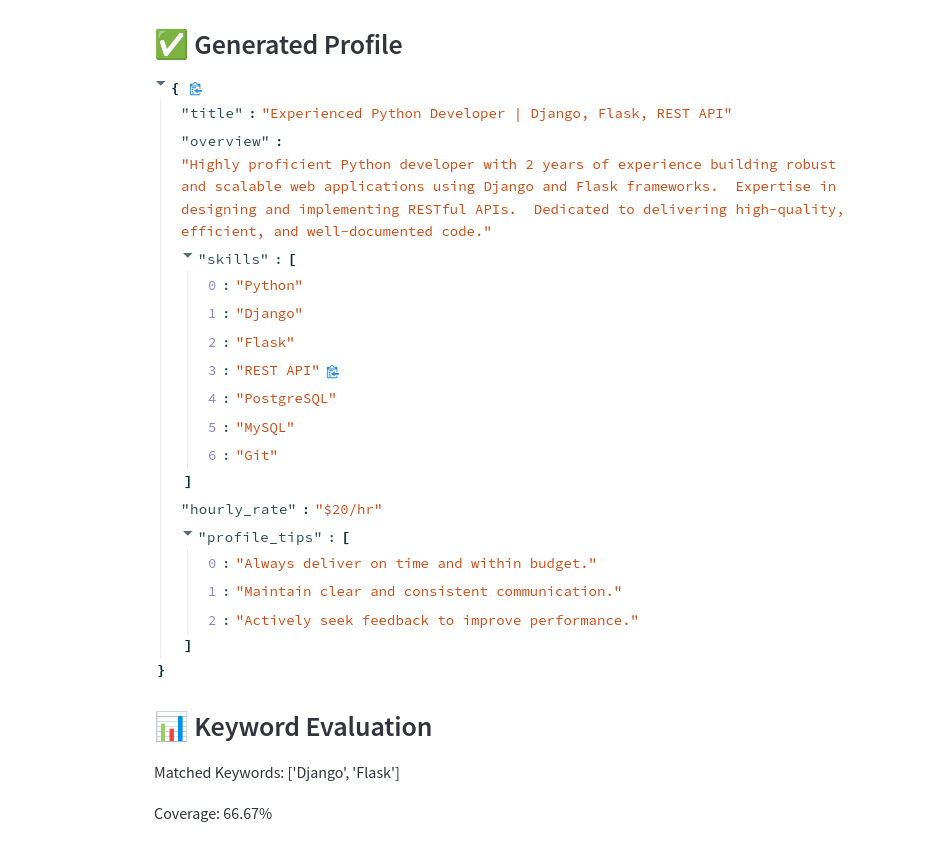 ✅ Generated Profile
{
"title" : "Experienced Python Developer | Django, Flask, REST API"
"overview" :
"Highly proficient Python developer with 2 years of experience building robust
and scalable web applications using Django and Flask frameworks.  Expertise in
designing and implementing RESTful APIs.  Dedicated to delivering high-quality,
efficient, and well-documented code."
"skills" : [
0 : "Python"
1 : "Django"
2 : "Flask"
3 : "REST API"
4 : "PostgreSQL"
5 : "MySQL"
6 : "Git"
]
"hourly_rate" : "$20/hr"
"profile_tips" : [
0 : "Always deliver on time and within budget."
1 : "Maintain clear and consistent communication."
2 : "Actively seek feedback to improve performance."
]
}
📊 Keyword Evaluation
Matched Keywords: ['Django', 'Flask']
Coverage: 66.67%